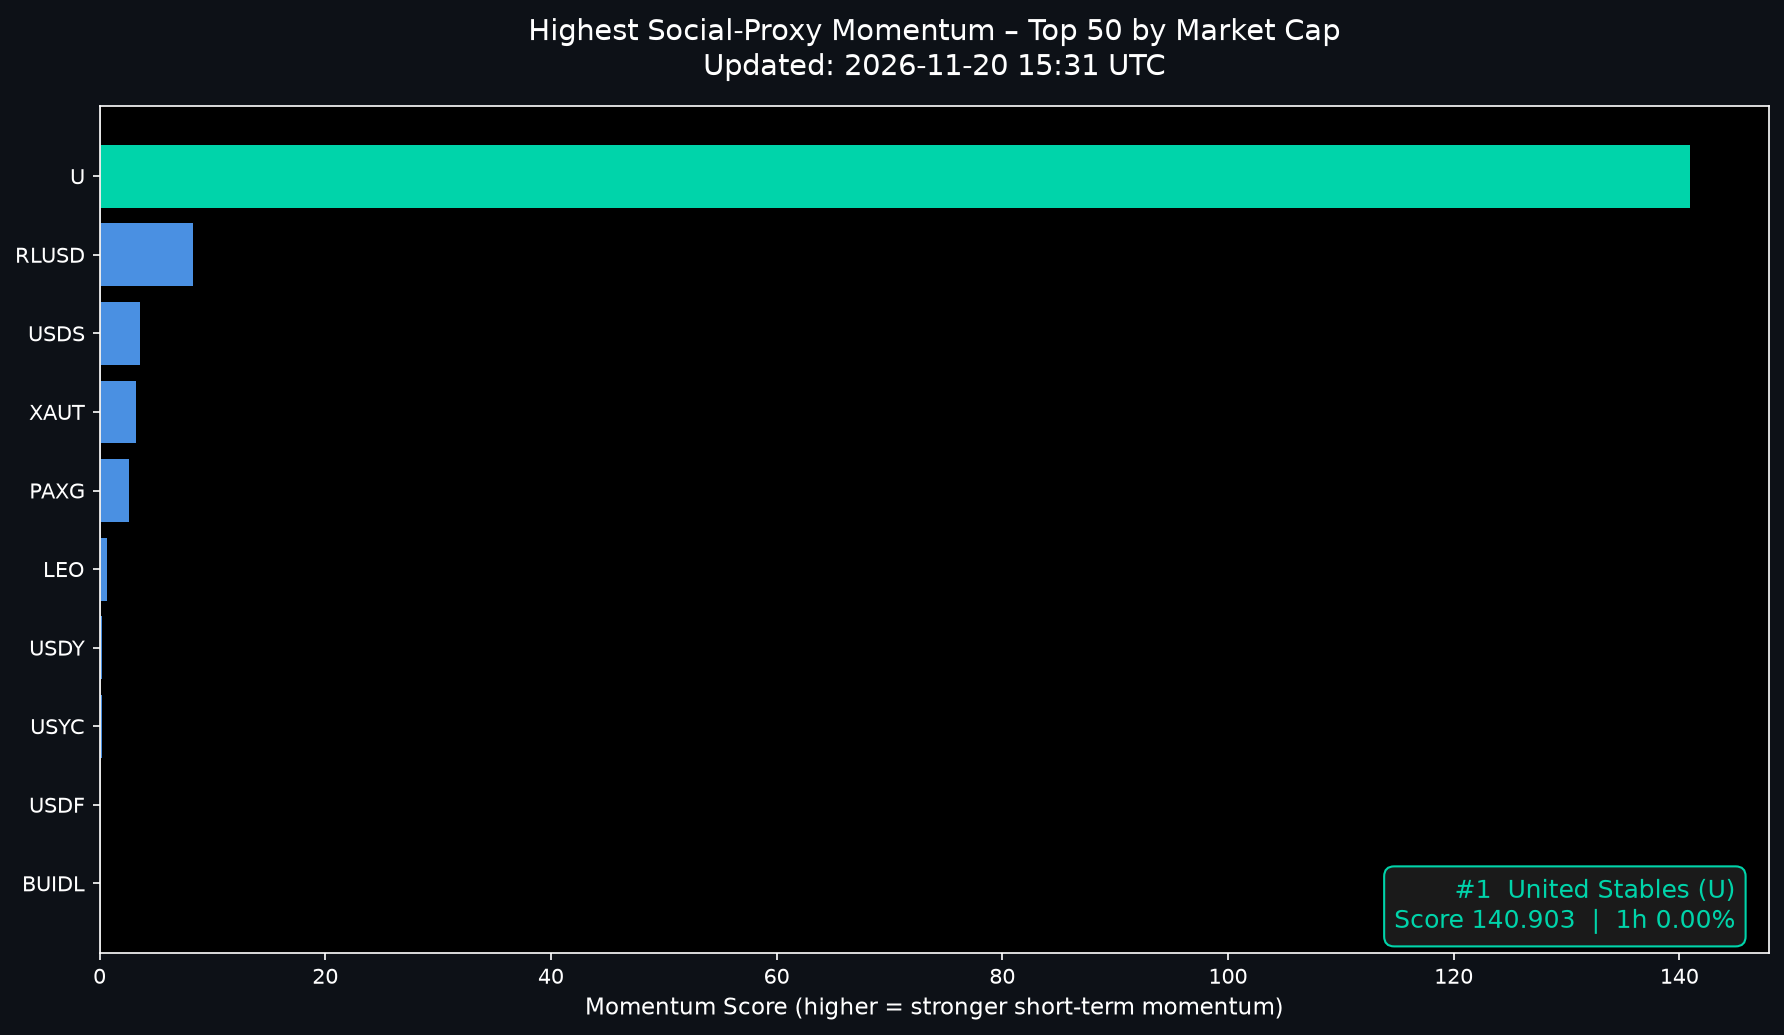 Highest Social-Proxy Momentum – Top 50 by Market Cap
Updated: 2026-11-20 15:31 UTC
U
RLUSD
USDS
XAUT
PAXG
LEO
USDY
USYC
USDF
BUIDL
#1  United Stables (U)
Score 140.903  |  1h 0.00%
0 20 40 60 80 100 120 140
Momentum Score (higher = stronger short-term momentum)